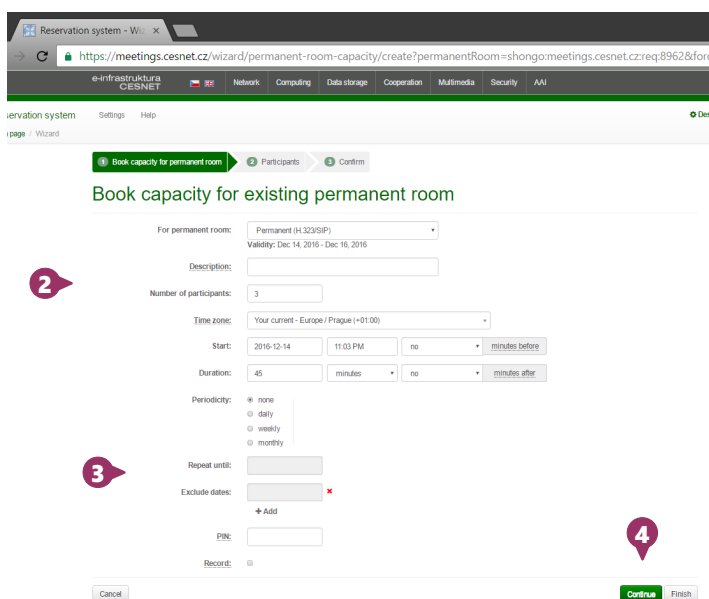 Reservation system - Wiz ×
https://meetings.cesnet.cz/wizard/permanent-room-capacity/create?permanentRoom=shongo:meetings.cesnet.cz:req:8962&forc
e-infrastruktura
CESNET
Network Computing Data storage Cooperation Multimedia Security AAI
servation system Settings Help Des
page / Wizard
1 Book capacity for permanent room 2 Participants 3 Confirm
Book capacity for existing permanent room
For permanent room: Permanent (H.323/SIP)
Validity: Dec 14, 2016 - Dec 16, 2016
2
Description:
Number of participants: 3
Time zone: Your current - Europe / Prague (+01:00)
Start: 2016-12-14 11:03 PM no minutes before
Duration: 45 minutes no minutes after
Periodicity: none
daily
weekly
monthly
3
Repeat until:
Exclude dates: ×
+ Add
PIN:
4
Record:
Cancel Continue Finish